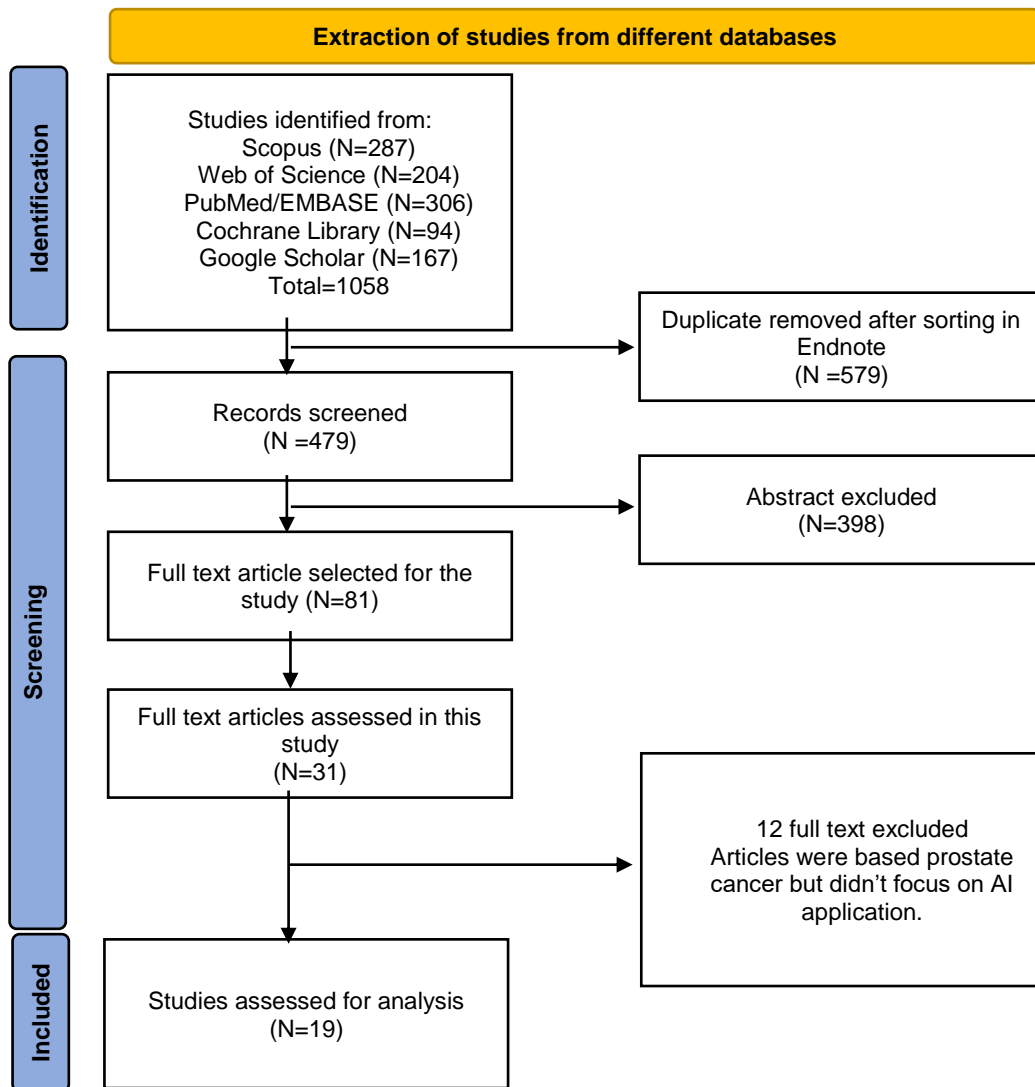 Extraction of studies from different databases
Identification
Studies identified from:
Scopus (N=287)
Web of Science (N=204)
PubMed/EMBASE (N=306)
Cochrane Library (N=94)
Google Scholar (N=167)
Total=1058
Duplicate removed after sorting in
Endnote
(N =579)
Screening
Records screened
(N =479)
Abstract excluded
(N=398)
Full text article selected for the
study (N=81)
Full text articles assessed in this
study
(N=31)
12 full text excluded
Articles were based prostate
cancer but didn’t focus on AI
application.
Included
Studies assessed for analysis
(N=19)